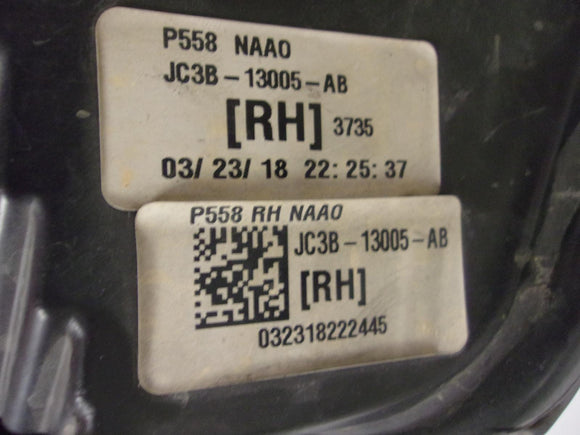 P558 NAAO
JC3B-13005-AB
[RH] 3735
03/ 23/ 18 22: 25: 37
P558 RH NAAO
JC3B-13005-AB
[RH]
032318222445